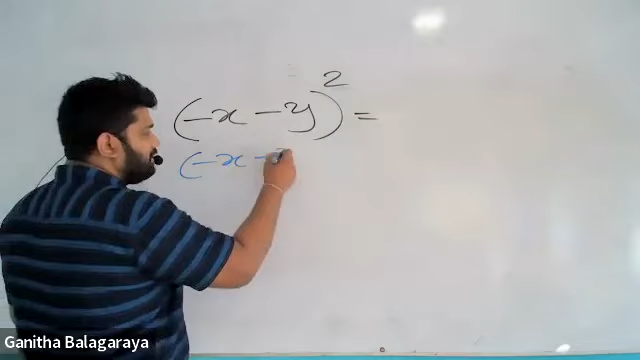 (-x - y)² =
(-x -
Ganitha Balagaraya